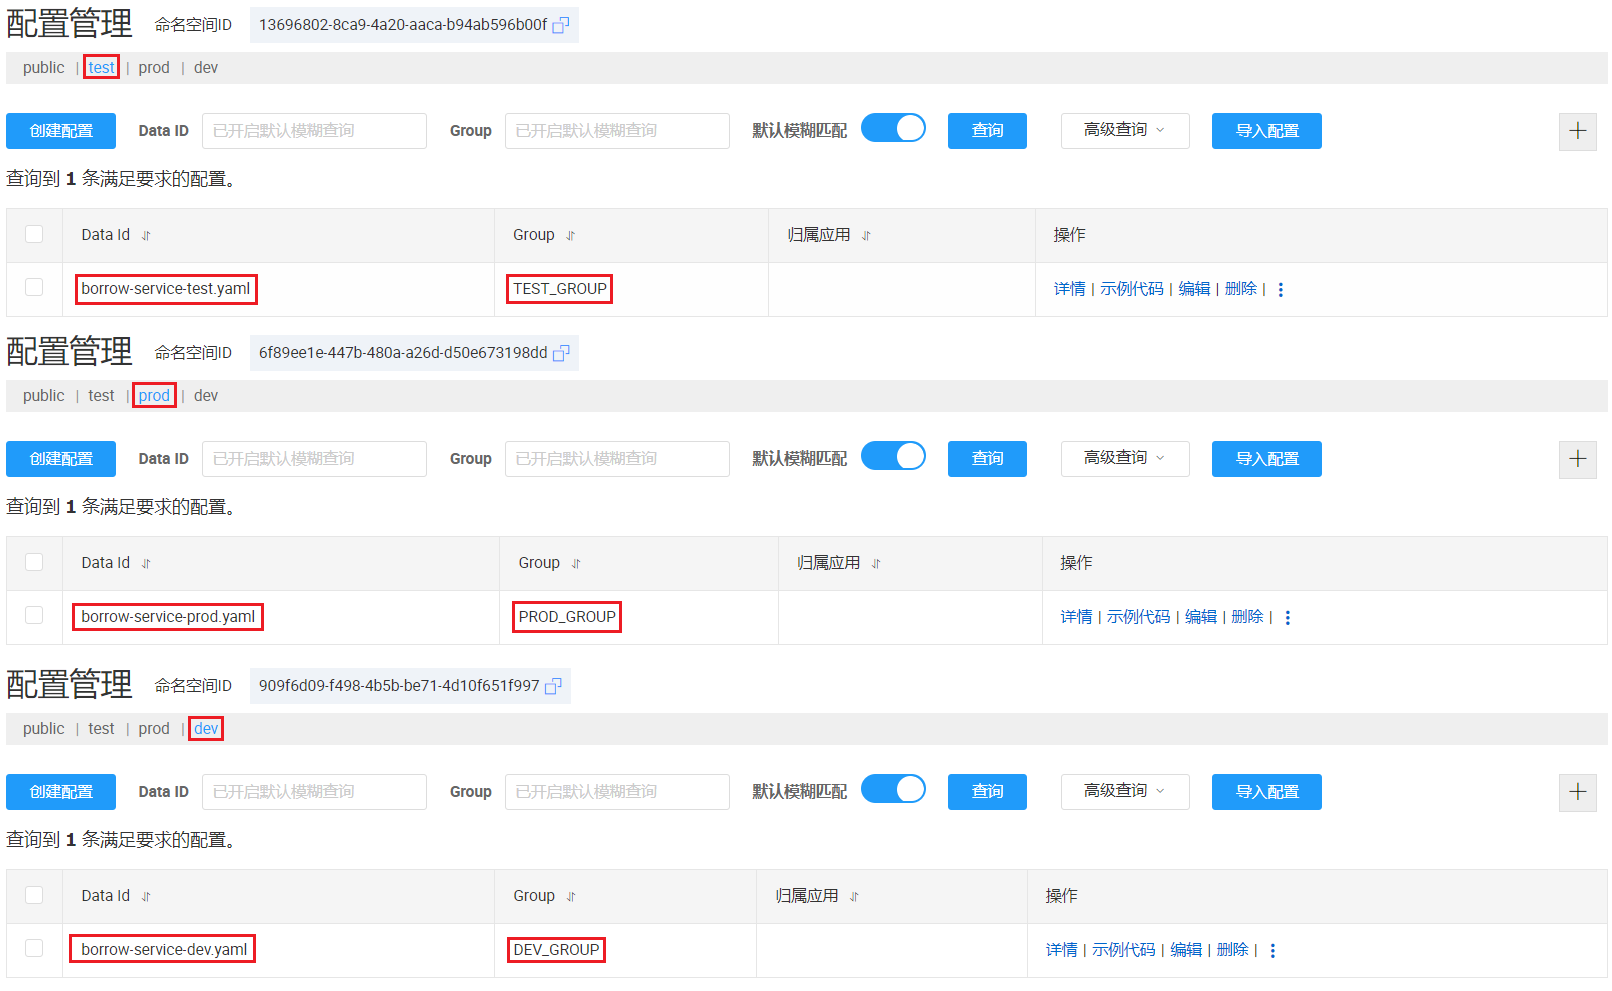 配置管理 命名空间ID 13696802-8ca9-4a20-aaca-b94ab596b00f
public | test | prod | dev
创建配置 Data ID 已开启默认模糊查询 Group 已开启默认模糊查询 默认模糊匹配 查询 高级查询 导入配置
查询到 1 条满足要求的配置。
Data Id Group 归属应用 操作
borrow-service-test.yaml TEST_GROUP 详情 | 示例代码 | 编辑 | 删除 |
配置管理 命名空间ID 6f89ee1e-447b-480a-a26d-d50e673198dd
public | test | prod | dev
创建配置 Data ID 已开启默认模糊查询 Group 已开启默认模糊查询 默认模糊匹配 查询 高级查询 导入配置
查询到 1 条满足要求的配置。
Data Id Group 归属应用 操作
borrow-service-prod.yaml PROD_GROUP 详情 | 示例代码 | 编辑 | 删除 |
配置管理 命名空间ID 909f6d09-f498-4b5b-be71-4d10f651f997
public | test | prod | dev
创建配置 Data ID 已开启默认模糊查询 Group 已开启默认模糊查询 默认模糊匹配 查询 高级查询 导入配置
查询到 1 条满足要求的配置。
Data Id Group 归属应用 操作
borrow-service-dev.yaml DEV_GROUP 详情 | 示例代码 | 编辑 | 删除 |